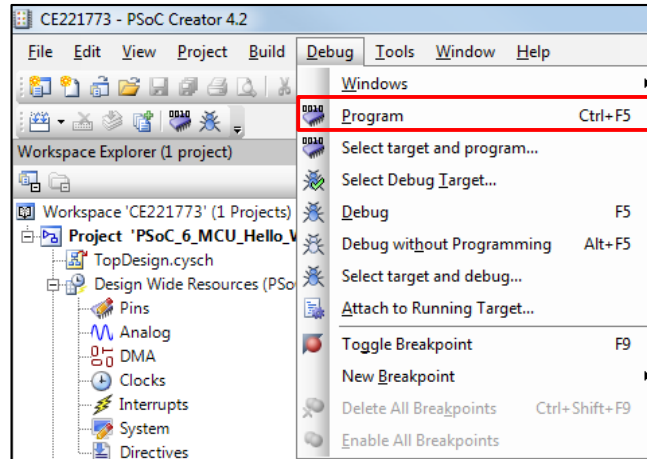 CE221773 - PSoC Creator 4.2
File Edit View Project Build Debug Tools Window Help
Windows
Program Ctrl+F5
Select target and program...
Select Debug Target...
Debug F5
Debug without Programming Alt+F5
Select target and debug...
Attach to Running Target...
Toggle Breakpoint F9
New Breakpoint
Delete All Breakpoints Ctrl+Shift+F9
Enable All Breakpoints
Workspace Explorer (1 project)
Workspace 'CE221773' (1 Projects)
Project 'PSoC_6_MCU_Hello_
TopDesign.cysch
Design Wide Resources (PSo
Pins
Analog
DMA
Clocks
Interrupts
System
Directives